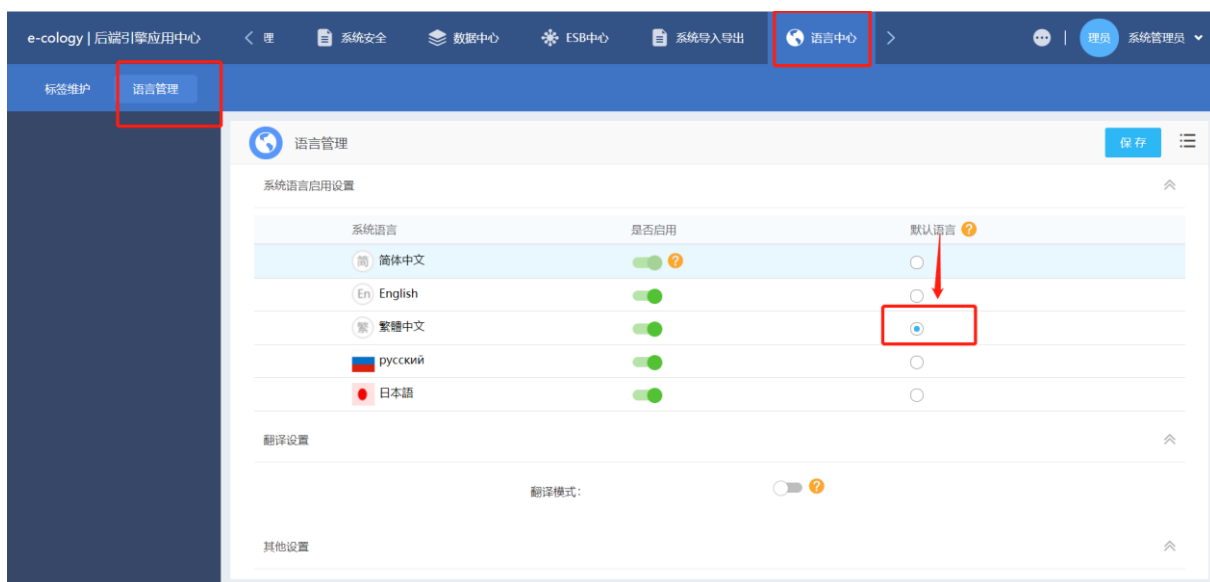 e-cology | 后端引擎应用中心 理 系统安全 数据中心 ESB中心 系统导入导出 语言中心 理员 系统管理员
标签维护 语言管理
语言管理 保存
系统语言启用设置
系统语言 是否启用 默认语言 ?
简 简体中文 ?
En English
繁 繁體中文
русский
日本語
翻译设置
翻译模式: ?
其他设置